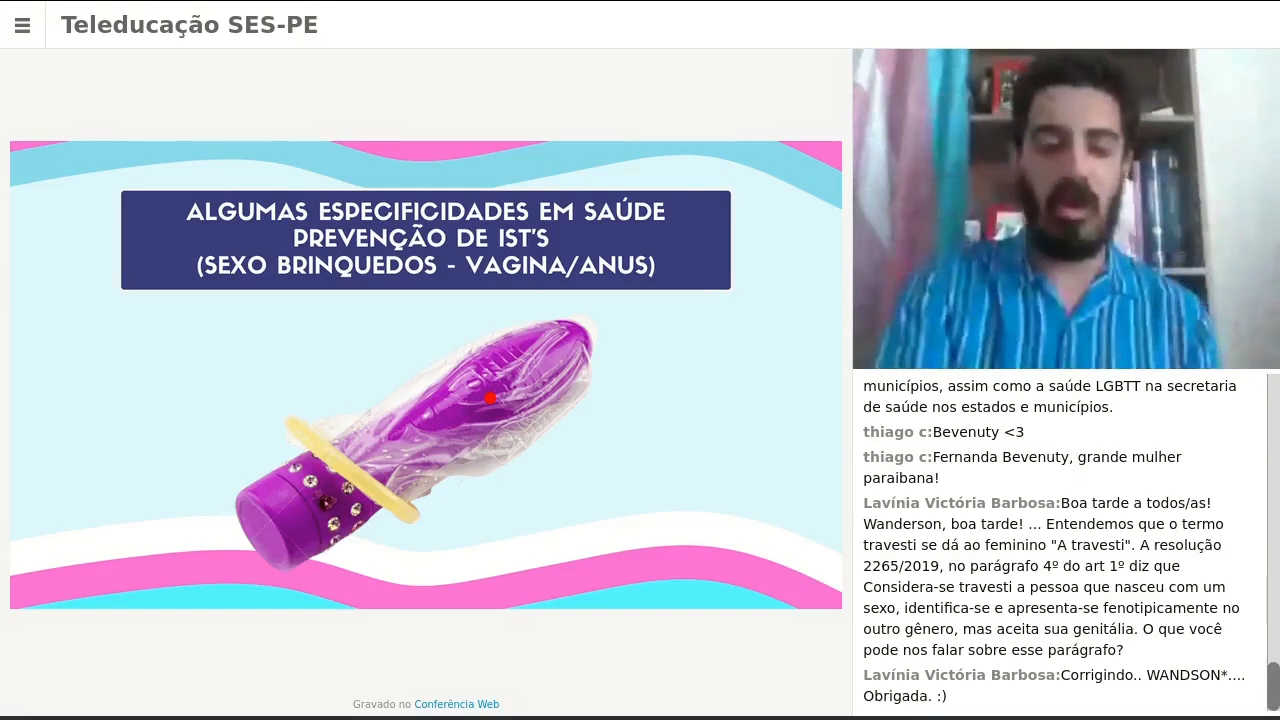 Teleducação SES-PE
ALGUMAS ESPECIFICIDADES EM SAÚDE
PREVENÇÃO DE IST'S
(SEXO BRINQUEDOS - VAGINA/ANUS)
Gravado no Conferência Web
municípios, assim como a saúde LGBTT na secretaria
de saúde nos estados e municípios.
thiago c:Bevenuty <3
thiago c:Fernanda Bevenuty, grande mulher
paraibana!
Lavínia Victória Barbosa:Boa tarde a todos/as!
Wanderson, boa tarde! ... Entendemos que o termo
travesti se dá ao feminino "A travesti". A resolução
2265/2019, no parágrafo 4º do art 1º diz que
Considera-se travesti a pessoa que nasceu com um
sexo, identifica-se e apresenta-se fenotipicamente no
outro gênero, mas aceita sua genitália. O que você
pode nos falar sobre esse parágrafo?
Lavínia Victória Barbosa:Corrigindo.. WANDSON*....
Obrigada. :)